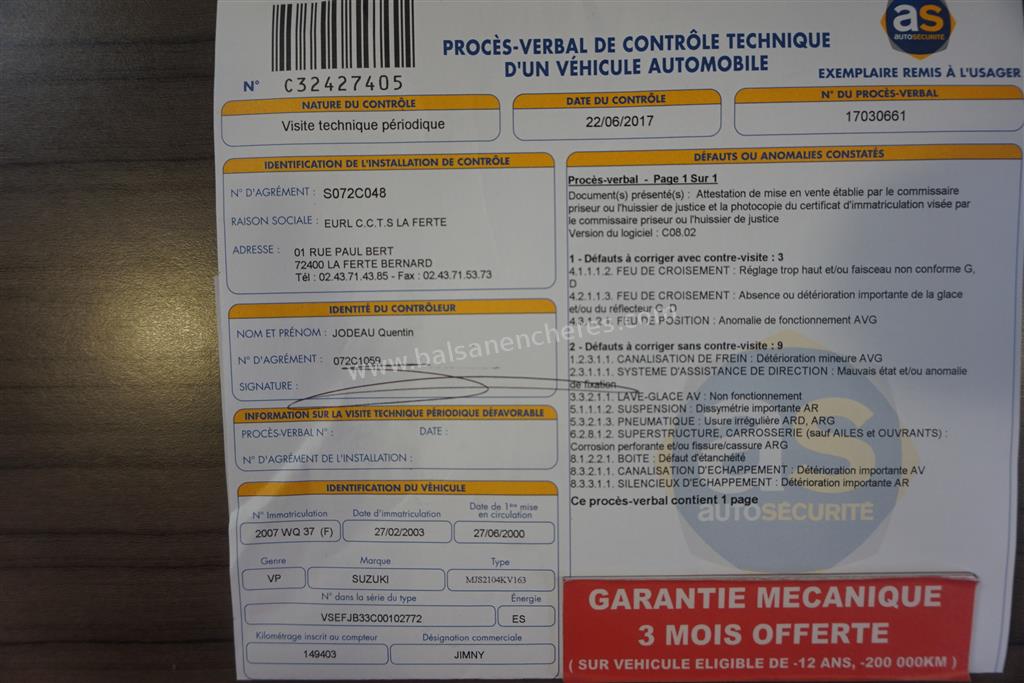 N° C32427405
PROCÈS-VERBAL DE CONTRÔLE TECHNIQUE
D'UN VÉHICULE AUTOMOBILE
as
AUTOSÉCURITÉ
EXEMPLAIRE REMIS À L'USAGER
NATURE DU CONTRÔLE
Visite technique périodique
DATE DU CONTRÔLE
22/06/2017
N° DU PROCÈS-VERBAL
17030661
IDENTIFICATION DE L'INSTALLATION DE CONTRÔLE
N° D'AGRÉMENT : S072C048
RAISON SOCIALE : EURL C.C.T.S LA FERTE
ADRESSE : 01 RUE PAUL BERT
72400 LA FERTE BERNARD
Tél : 02.43.71.43.85 - Fax : 02.43.71.53.73
IDENTITÉ DU CONTRÔLEUR
NOM ET PRÉNOM : JODEAU Quentin
N° D'AGRÉMENT : 072C1059
SIGNATURE :
INFORMATION SUR LA VISITE TECHNIQUE PÉRIODIQUE DÉFAVORABLE
PROCÈS-VERBAL N° : DATE :
N° D'AGRÉMENT DE L'INSTALLATION :
IDENTIFICATION DU VÉHICULE
N° Immatriculation Date d'immatriculation Date de 1ère mise
en circulation
2007 WQ 37 (F) 27/02/2003 27/06/2000
Genre Marque Type
VP SUZUKI MJS2104KV163
N° dans la série du type Énergie
VSEFJB33C00102772 ES
Kilométrage inscrit au compteur Désignation commerciale
149403 JIMNY
DÉFAUTS OU ANOMALIES CONSTATÉS
Procès-verbal - Page 1 Sur 1
Document(s) présenté(s) : Attestation de mise en vente établie par le commissaire
priseur ou l'huissier de justice et la photocopie du certificat d'immatriculation visée par
le commissaire priseur ou l'huissier de justice
Version du logiciel : C08.02
1 - Défauts à corriger avec contre-visite : 3
4.1.1.1.2. FEU DE CROISEMENT : Réglage trop haut et/ou faisceau non conforme G,
D
4.2.1.1.3. FEU DE CROISEMENT : Absence ou détérioration importante de la glace
et/ou du réflecteur G, D
4.3.1.2.1. FEU DE POSITION : Anomalie de fonctionnement AVG
2 - Défauts à corriger sans contre-visite : 9
1.2.3.1.1. CANALISATION DE FREIN : Détérioration mineure AVG
2.3.1.1.1. SYSTEME D'ASSISTANCE DE DIRECTION : Mauvais état et/ou anomalie
de fixation
3.3.2.1.1. LAVE-GLACE AV : Non fonctionnement
5.1.1.1.2. SUSPENSION : Dissymétrie importante AR
5.3.2.1.3. PNEUMATIQUE : Usure irrégulière ARD, ARG
6.2.8.1.2. SUPERSTRUCTURE, CARROSSERIE (sauf AILES et OUVRANTS) :
Corrosion perforante et/ou fissure/cassure ARG
8.1.2.2.1. BOITE : Défaut d'étanchéité
8.3.2.1.1. CANALISATION D'ECHAPPEMENT : Détérioration importante AV
8.3.3.1.1. SILENCIEUX D'ECHAPPEMENT : Détérioration importante AR
Ce procès-verbal contient 1 page
as
AUTOSÉCURITÉ
www.balsanencheres.com
GARANTIE MECANIQUE
3 MOIS OFFERTE
( SUR VEHICULE ELIGIBLE DE -12 ANS, -200 000KM )